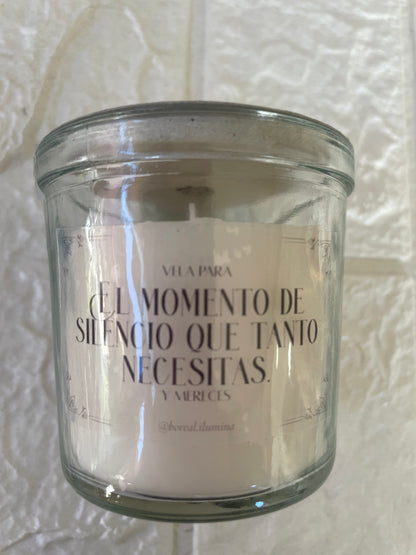 VELA PARA
EL MOMENTO DE
SILENCIO QUE TANTO
NECESITAS.
Y MERECES
@boreal.ilumina